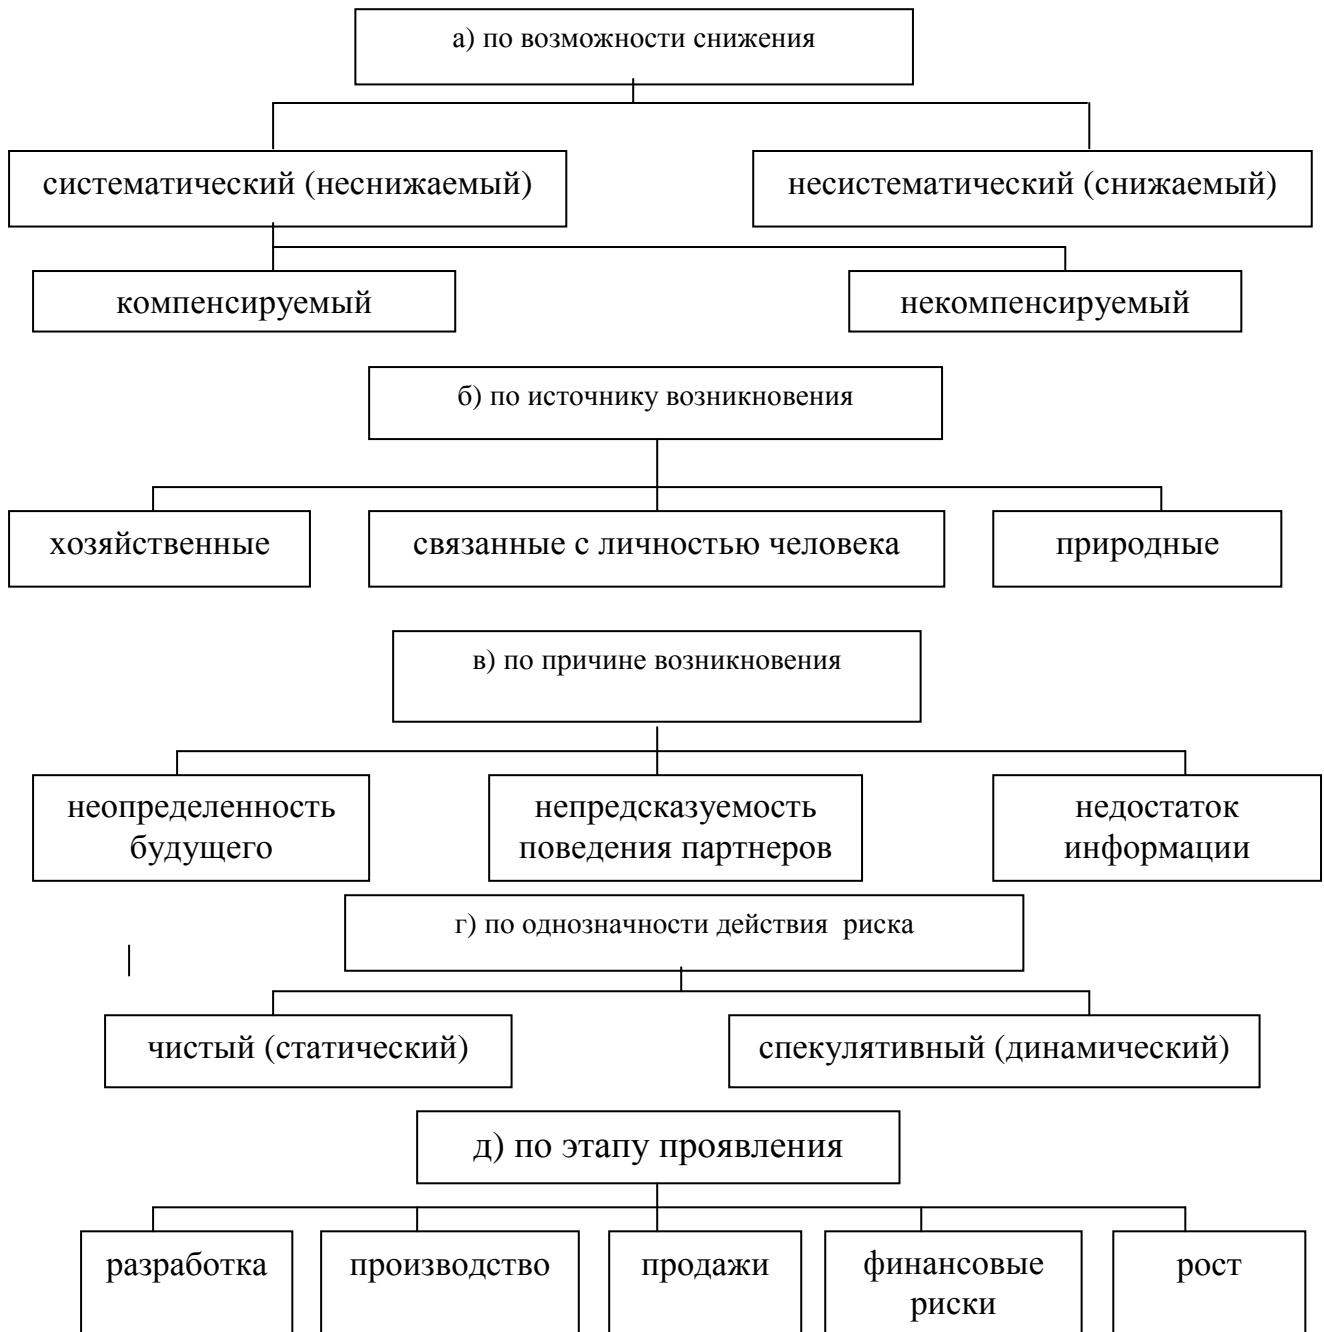 а) по возможности снижения
систематический (неснижаемый)
несистематический (снижаемый)
компенсируемый
некомпенсируемый
б) по источнику возникновения
хозяйственные
связанные с личностью человека
природные
в) по причине возникновения
неопределенность
будущего
непредсказуемость
поведения партнеров
недостаток
информации
г) по однозначности действия риска
чистый (статический)
спекулятивный (динамический)
д) по этапу проявления
разработка
производство
продажи
финансовые
риски
рост